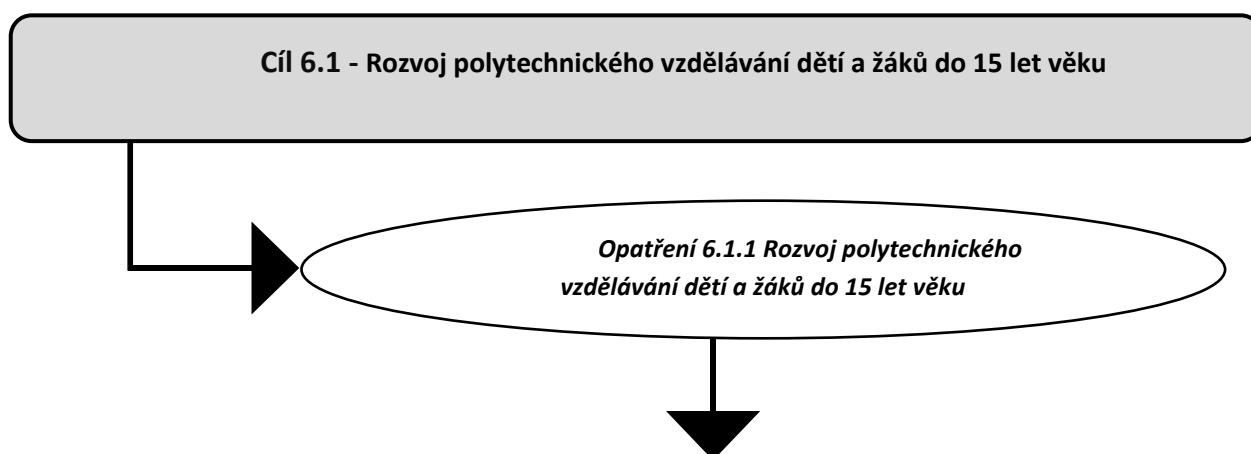 Cíl 6.1 - Rozvoj polytechnického vzdělávání dětí a žáků do 15 let věku
Opatření 6.1.1 Rozvoj polytechnického
vzdělávání dětí a žáků do 15 let věku